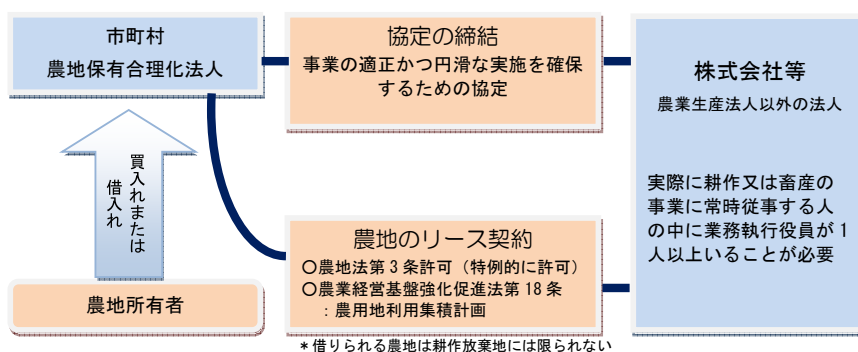 市町村
農地保有合理化法人
協定の締結
事業の適正かつ円滑な実施を確保
するための協定
株式会社等
農業生産法人以外の法人
実際に耕作又は畜産の
事業に常時従事する人
の中に業務執行役員が1
人以上いることが必要
買入れまたは
借入れ
農地のリース契約
○農地法第3条許可（特例的に許可）
○農業経営基盤強化促進法第18条
：農用地利用集積計画
農地所有者
＊借りられる農地は耕作放棄地には限られない